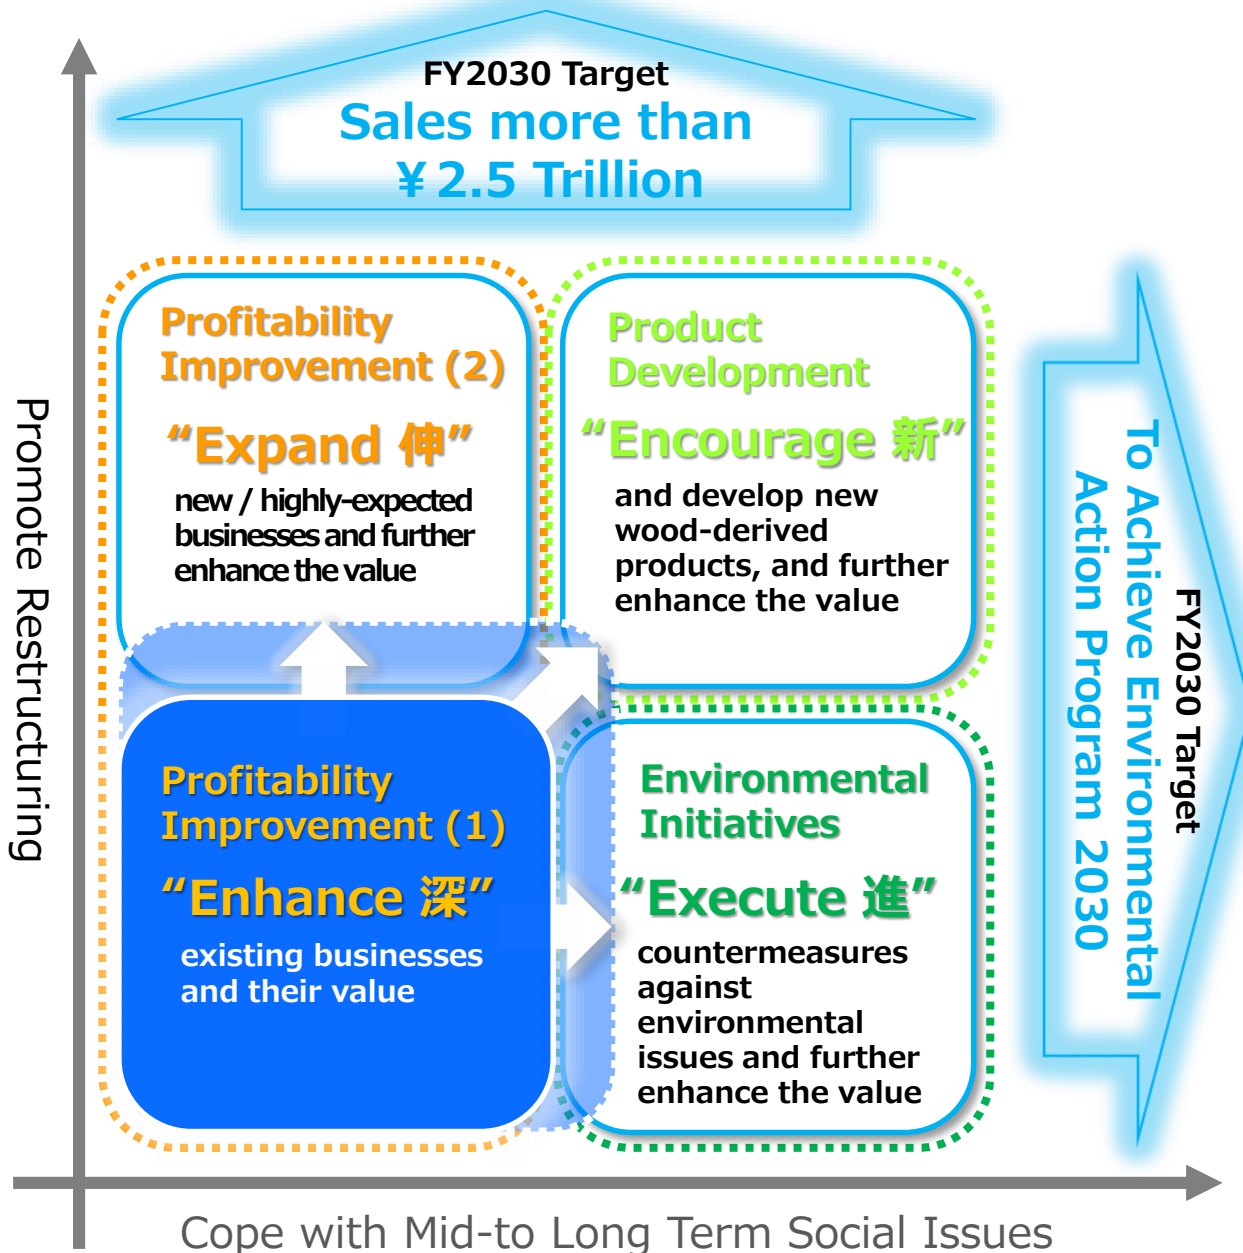 FY2030 Target
Sales more than
¥2.5 Trillion
Promote Restructuring
Profitability
Improvement (2)
“Expand 伸”
new / highly-expected
businesses and further
enhance the value
Product
Development
“Encourage 新”
and develop new
wood-derived
products, and further
enhance the value
Profitability
Improvement (1)
“Enhance 深”
existing businesses
and their value
Environmental
Initiatives
“Execute 進”
countermeasures
against
environmental
issues and further
enhance the value
FY2030 Target
To Achieve Environmental
Action Program 2030
Cope with Mid-to Long Term Social Issues